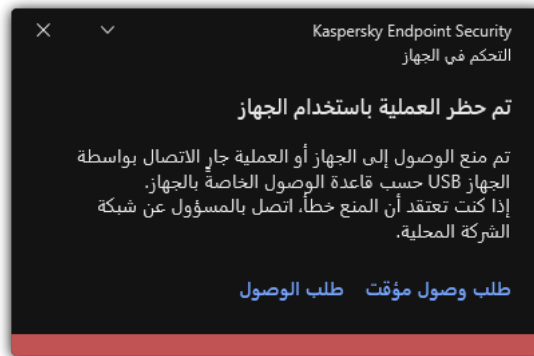 Kaspersky Endpoint Security
التحكم في الجهاز
تم حظر العملية باستخدام الجهاز
تم منع الوصول إلى الجهاز أو العملية جارٍ الاتصال بواسطة
الجهاز USB حسب قاعدة الوصول الخاصةً بالجهاز.
إذا كنت تعتقد أن المنع خطأ، اتصل بالمسؤول عن شبكة
الشركة المحلية.
طلب وصول مؤقت طلب الوصول